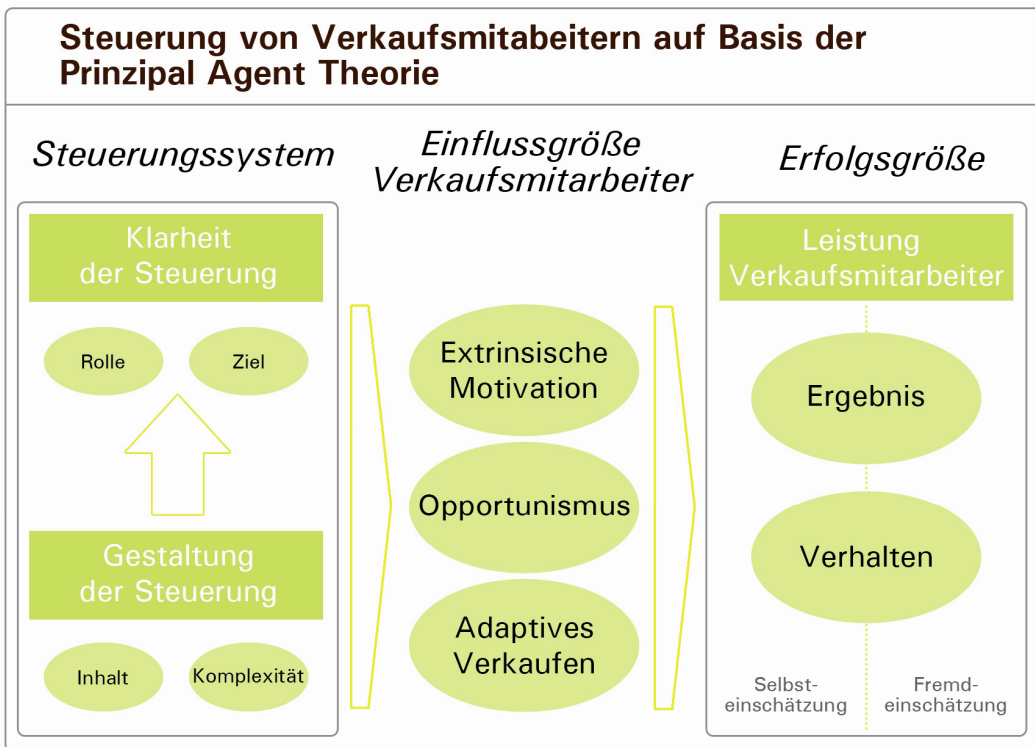 Steuerung von Verkaufsmitabeitern auf Basis der
Prinzipal Agent Theorie
Steuerungssystem
Klarheit
der Steuerung
Rolle
Ziel
Gestaltung
der Steuerung
Inhalt
Komplexität
Einflussgröße
Verkaufsmitarbeiter
Extrinsische
Motivation
Opportunismus
Adaptives
Verkaufen
Erfolgsgröße
Leistung
Verkaufsmitarbeiter
Ergebnis
Verhalten
Selbst-
einschätzung
Fremd-
einschätzung